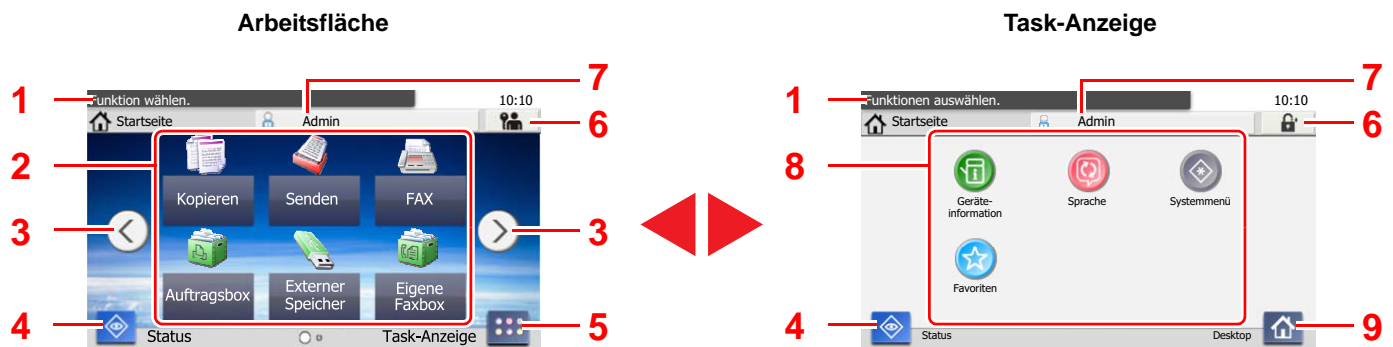 Arbeitsfläche
7
1
Funktion wählen.
10:10
Startseite
Admin
6
2
Kopieren
Senden
FAX
3
3
Auftragsbox
Externer
Speicher
Eigene
Faxbox
4
Status
Task-Anzeige
5
Task-Anzeige
7
1
Funktionen auswählen.
10:10
Startseite
Admin
6
8
Geräte-
information
Sprache
Systemmenü
Favoriten
4
Status
Desktop
9